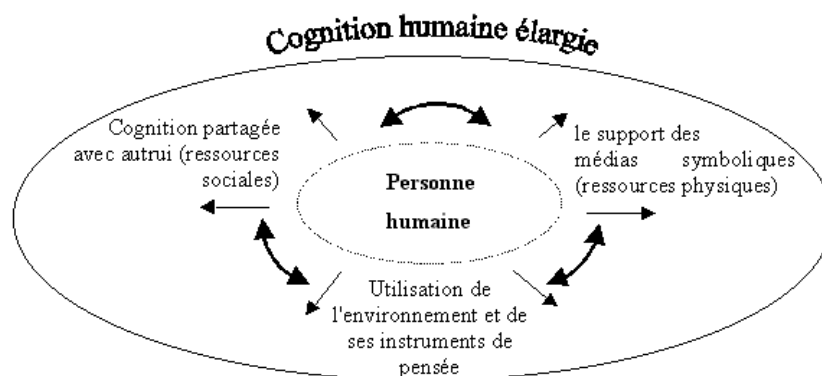 Cognition humaine élargie
Cognition partagée
avec autrui (ressources
sociales)
le support des
médias symboliques
(ressources physiques)
Personne
humaine
Utilisation de
l'environnement et de
ses instruments de
pensée